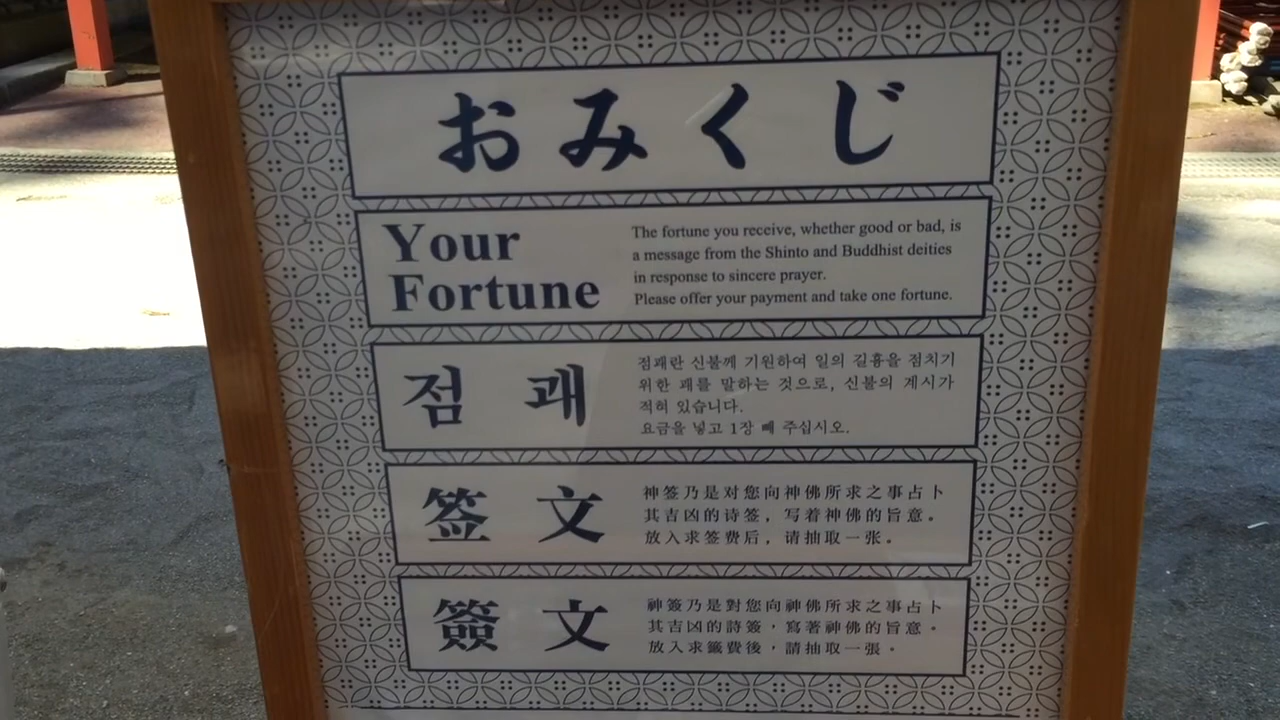 おみくじ
Your
Fortune
The fortune you receive, whether good or bad, is
a message from the Shinto and Buddhist deities
in response to sincere prayer.
Please offer your payment and take one fortune.
점괘
점괘란 신불께 기원하여 일의 길흉을 점치기
위한 괘를 말하는 것으로, 신불의 계시가
적혀 있습니다.
요금을 넣고 1장 빼 주십시오.
签文
神签乃是对您向神佛所求之事占卜
其吉凶的诗签，写着神佛的旨意。
放入求签费后，请抽取一张。
簽文
神簽乃是對您向神佛所求之事占卜
其吉凶的詩簽，寫著神佛的旨意。
放入求籤費後，請抽取一張。